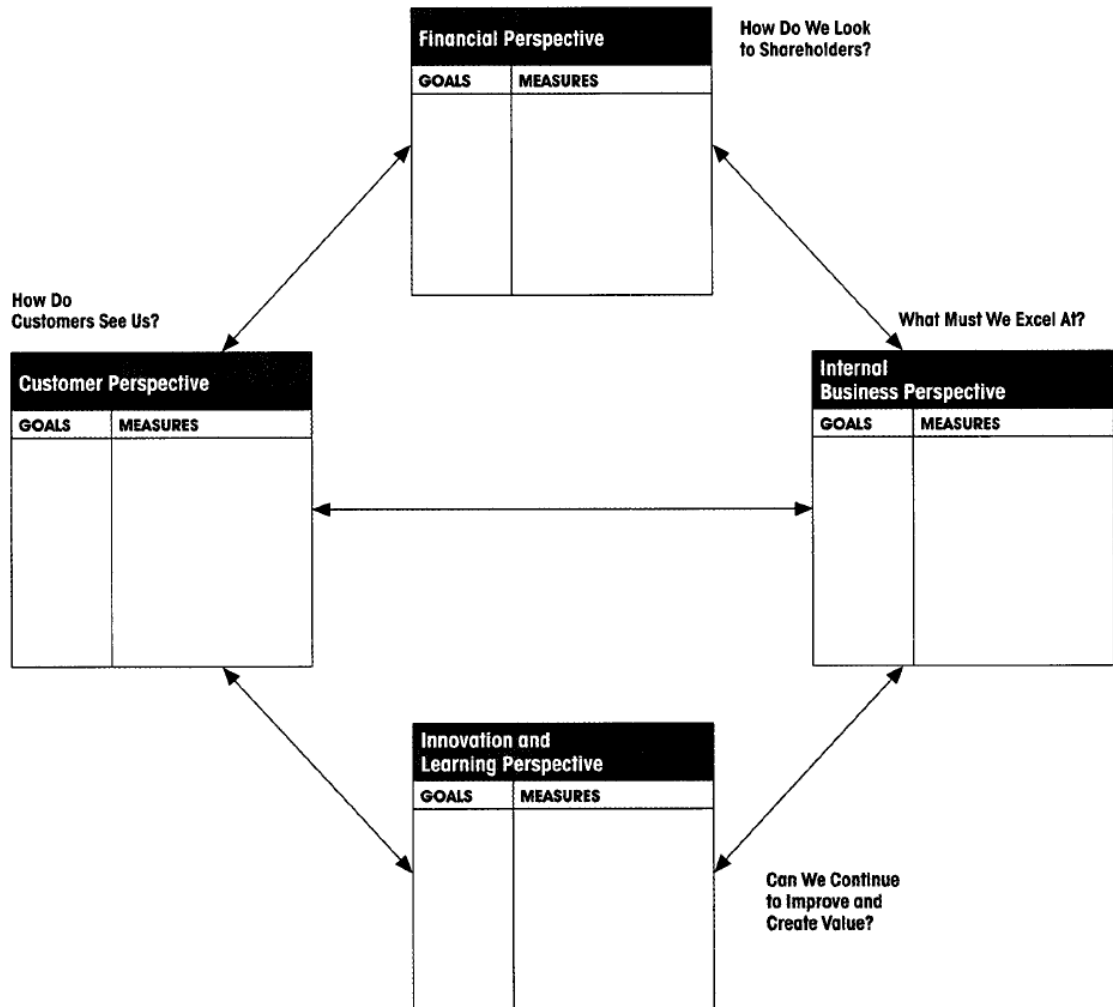 Financial Perspective
How Do We Look
to Shareholders?
GOALS MEASURES
How Do
Customers See Us?
What Must We Excel At?
Customer Perspective
Internal
Business Perspective
GOALS MEASURES
GOALS MEASURES
Innovation and
Learning Perspective
GOALS MEASURES
Can We Continue
to Improve and
Create Value?